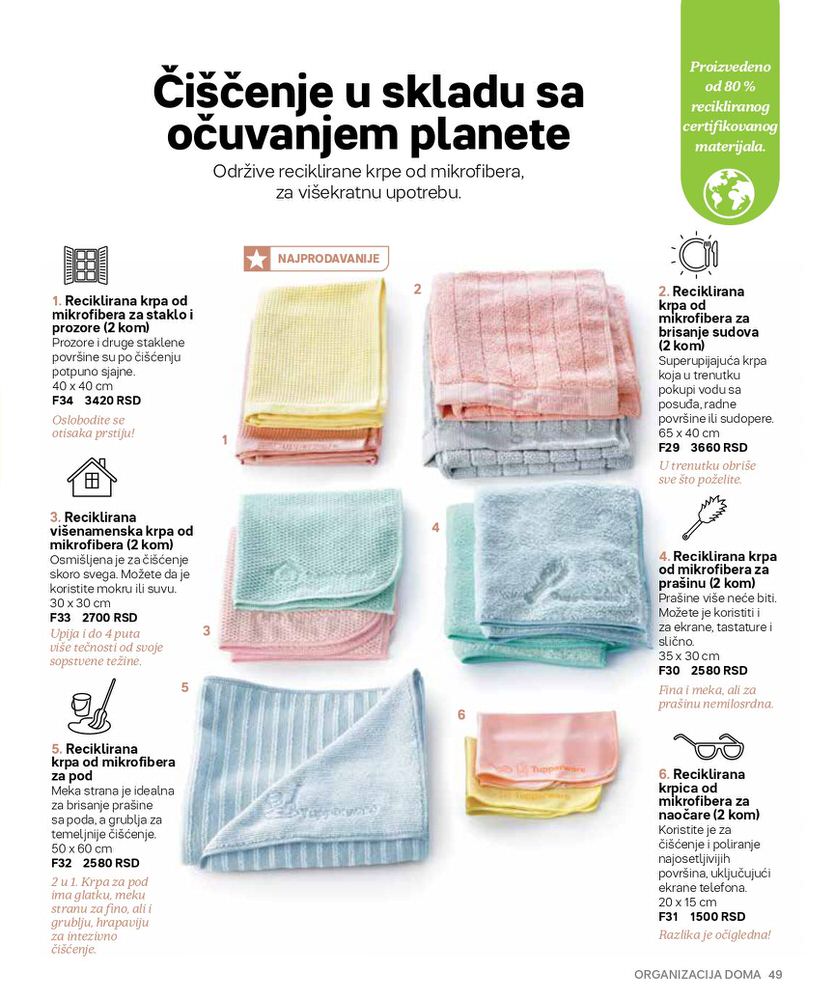 Čišćenje u skladu sa
očuvanjem planete
Održive reciklirane krpe od mikrofibera,
za višekratnu upotrebu.
Proizvedeno
od 80 %
recikliranog
certifikovanog
materijala.
NAJPRODAVANIJE
1. Reciklirana krpa od
mikrofibera za staklo i
prozore (2 kom)
Prozore i druge staklene
površine su po čišćenju
potpuno sjajne.
40 x 40 cm
F34 3420 RSD
Oslobodite se
otisaka prstiju!
1
2
2. Reciklirana
krpa od
mikrofibera za
brisanje sudova
(2 kom)
Superupijajuća krpa
koja u trenutku
pokupi vodu sa
posuđa, radne
površine ili sudopere.
65 x 40 cm
F29 3660 RSD
U trenutku obriše
sve što poželite.
3. Reciklirana
višenamenska krpa od
mikrofibera (2 kom)
Osmišljena je za čišćenje
skoro svega. Možete da je
koristite mokru ili suvu.
30 x 30 cm
F33 2700 RSD
Upija i do 4 puta
više tečnosti od svoje
sopstvene težine.
3
4
4. Reciklirana krpa
od mikrofibera za
prašinu (2 kom)
Prašine više neće biti.
Možete je koristiti i
za ekrane, tastature i
slično.
35 x 30 cm
F30 2580 RSD
Fina i meka, ali za
prašinu nemilosrdna.
5
5. Reciklirana
krpa od mikrofibera
za pod
Meka strana je idealna
za brisanje prašine
sa poda, a grublja za
temeljnije čišćenje.
50 x 60 cm
F32 2580 RSD
2 u 1. Krpa za pod
ima glatku, meku
stranu za fino, ali i
grublju, hrapaviju
za intezivno
čišćenje.
Tupperware
6
Tupperware
6. Reciklirana
krpica od
mikrofibera za
naočare (2 kom)
Koristite je za
čišćenje i poliranje
najosetljivijih
površina, uključujući
ekrane telefona.
20 x 15 cm
F31 1500 RSD
Razlika je očigledna!
ORGANIZACIJA DOMA 49